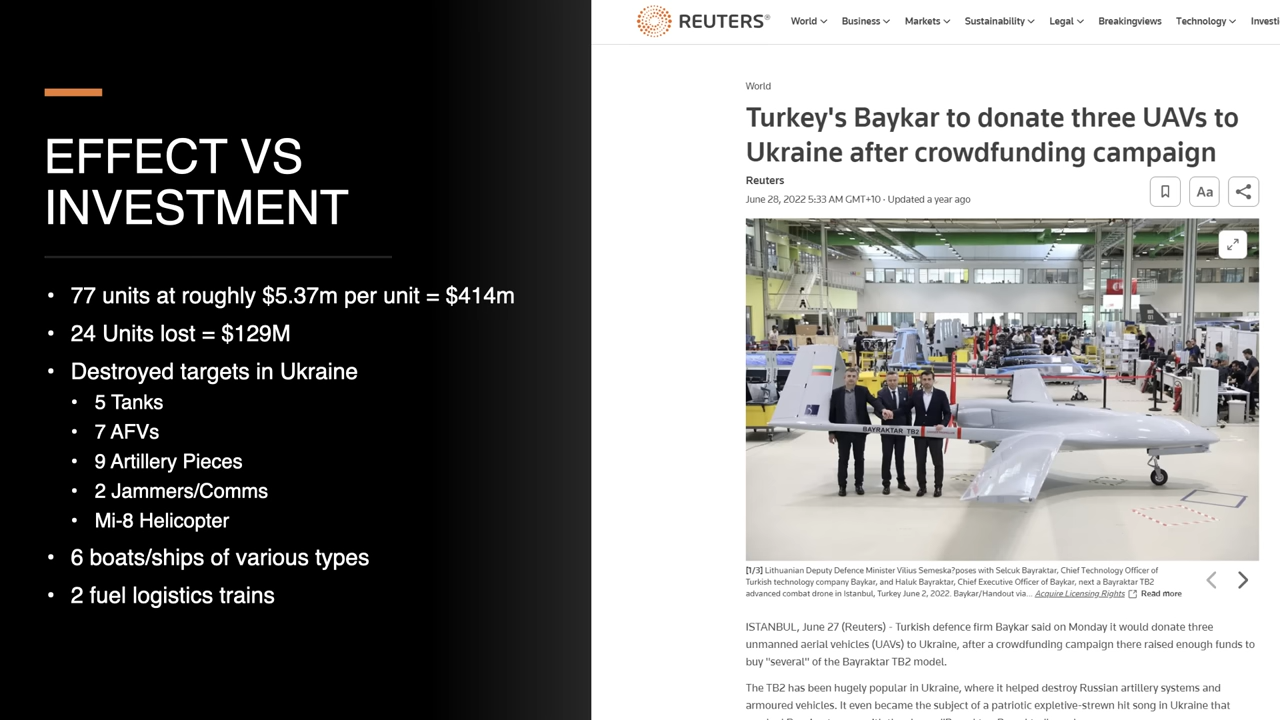 EFFECT VS
INVESTMENT
• 77 units at roughly $5.37m per unit = $414m
• 24 Units lost = $129M
• Destroyed targets in Ukraine
• 5 Tanks
• 7 AFVs
• 9 Artillery Pieces
• 2 Jammers/Comms
• Mi-8 Helicopter
• 6 boats/ships of various types
• 2 fuel logistics trains
REUTERS®
World Business Markets Sustainability Legal Breakingviews Technology Investi
World
Turkey's Baykar to donate three UAVs to
Ukraine after crowdfunding campaign
Reuters
June 28, 2022 5:33 AM GMT+10 · Updated a year ago
Aa
BAYRAKTAR TB2
[1/3] Lithuanian Deputy Defence Minister Vilius Semeska?poses with Selcuk Bayraktar, Chief Technology Officer of
Turkish technology company Baykar, and Haluk Bayraktar, Chief Executive Officer of Baykar, next a Bayraktar TB2
advanced combat drone in Istanbul, Turkey June 2, 2022. Baykar/Handout via... Acquire Licensing Rights Read more
ISTANBUL, June 27 (Reuters) - Turkish defence firm Baykar said on Monday it would donate three
unmanned aerial vehicles (UAVs) to Ukraine, after a crowdfunding campaign there raised enough funds to
buy "several" of the Bayraktar TB2 model.
The TB2 has been hugely popular in Ukraine, where it helped destroy Russian artillery systems and
armoured vehicles. It even became the subject of a patriotic expletive-strewn hit song in Ukraine that